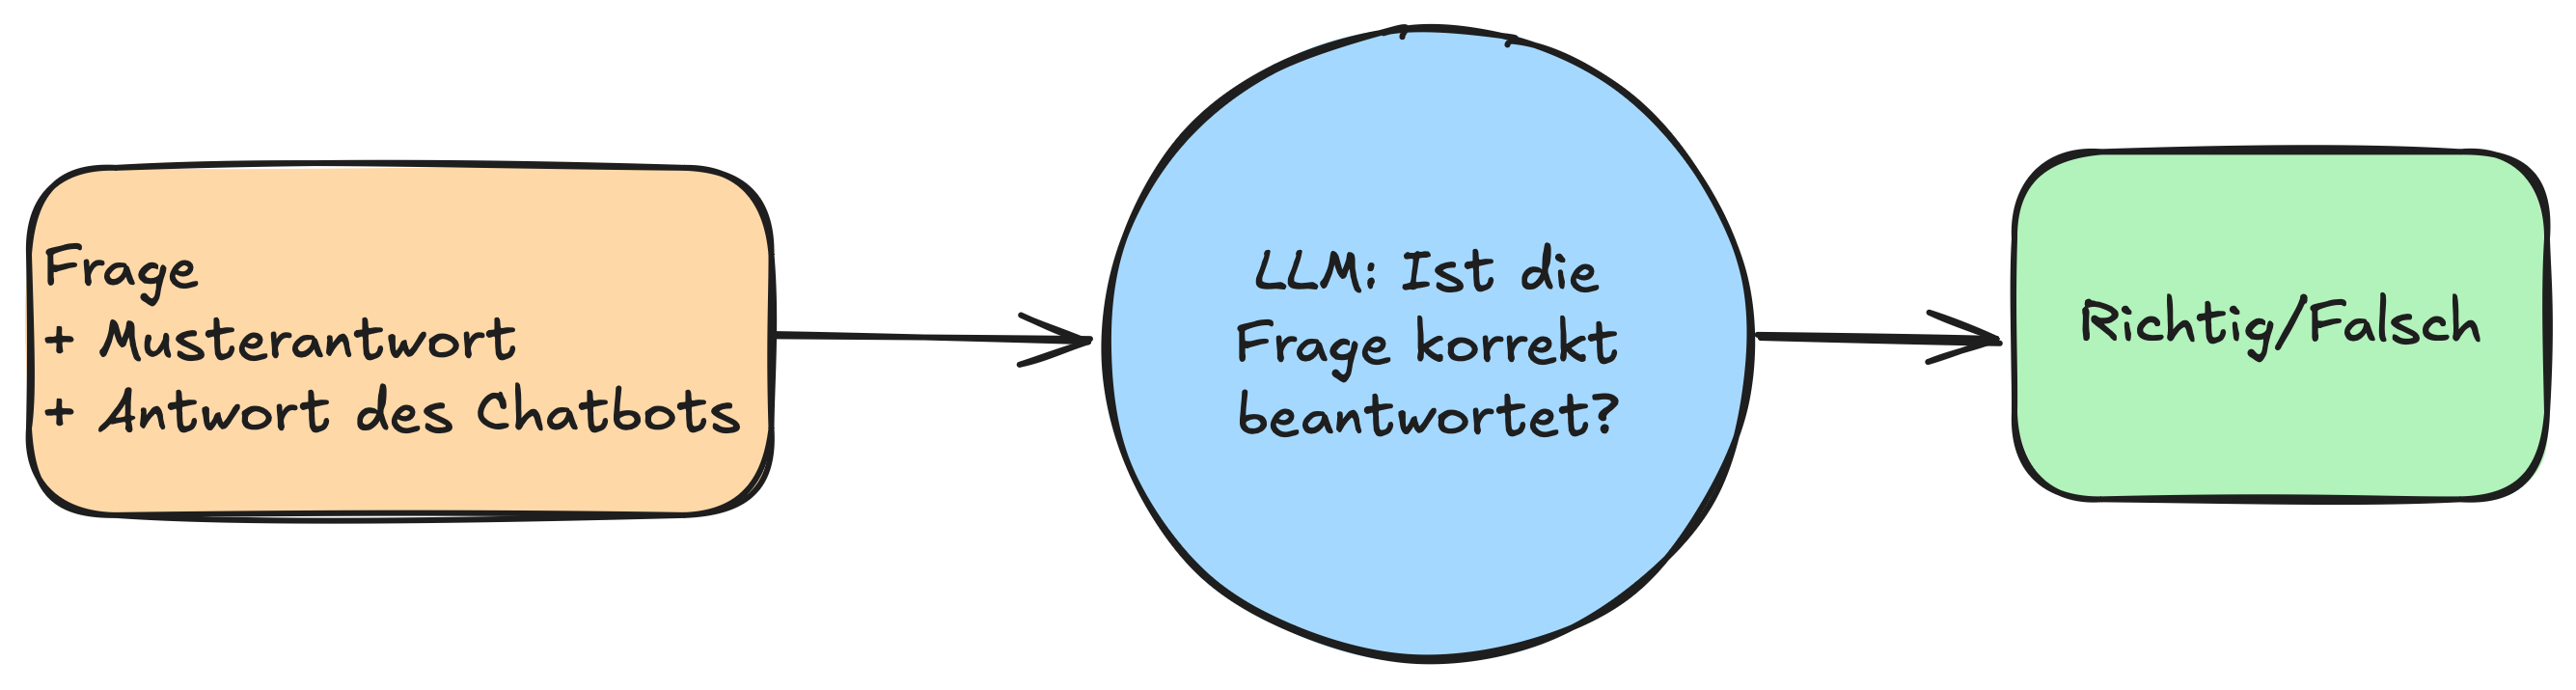 Frage
+ Musterantwort
+ Antwort des Chatbots
LLM: Ist die
Frage korrekt
beantwortet?
Richtig/Falsch